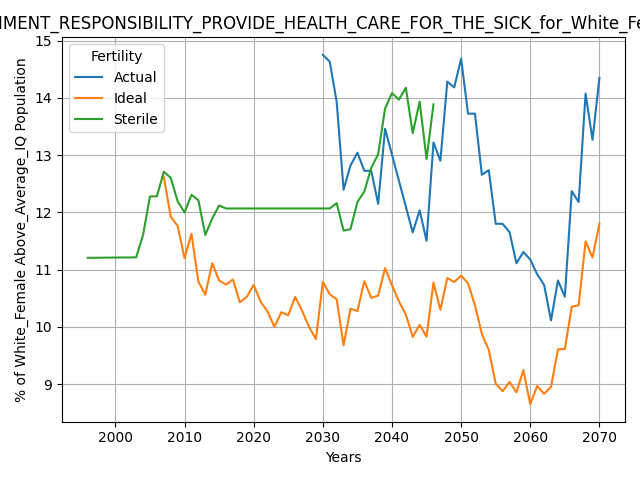 NMENT_RESPONSIBILITY_PROVIDE_HEALTH_CARE_FOR_THE_SICK_for_White_Fe
% of White_Female Above_Average_IQ Population
15
14
13
12
11
10
9
Fertility
Actual
Ideal
Sterile
2000 2010 2020 2030 2040 2050 2060 2070
Years